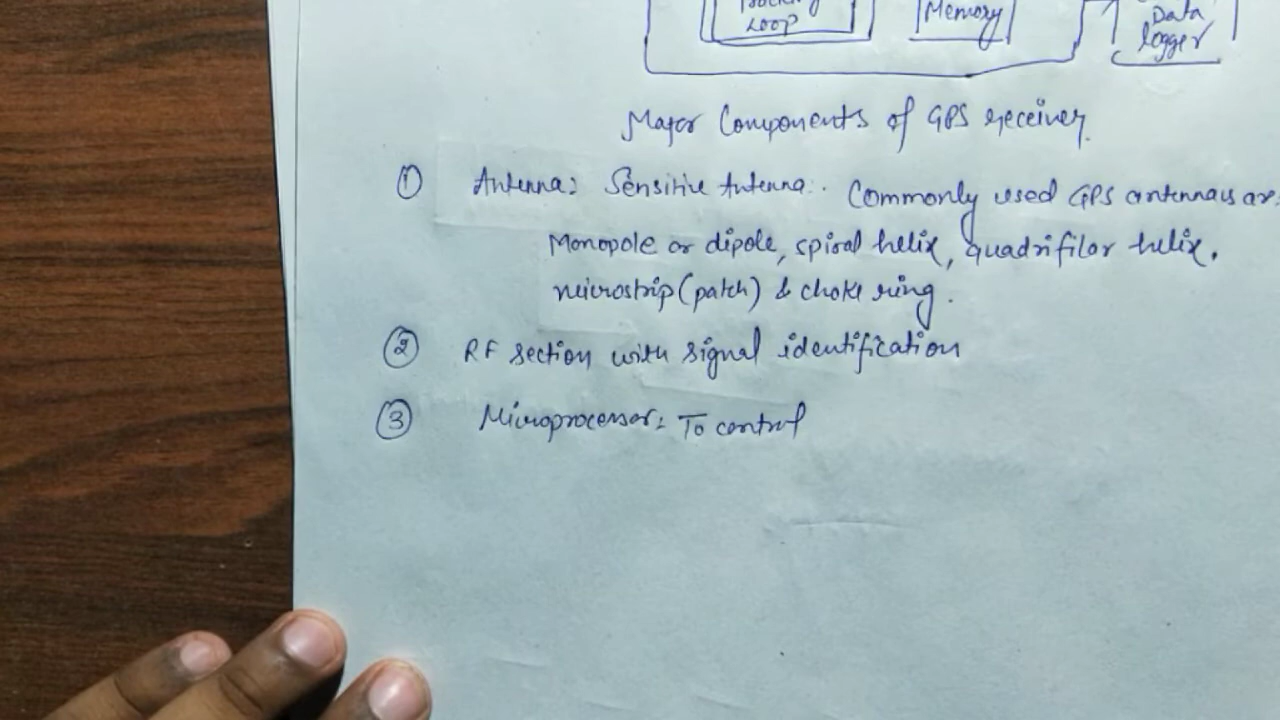 Loop
Memory
Data
logger
Major Components of GPS receiver.
① Antenna: Sensitive Antenna. Commonly used GPS antennas ar
Monopole or dipole, spiral helix, quadrifilar helix.
microstrip (patch) & choke ring.
② RF section with signal identification
③ Microprocessor: To control